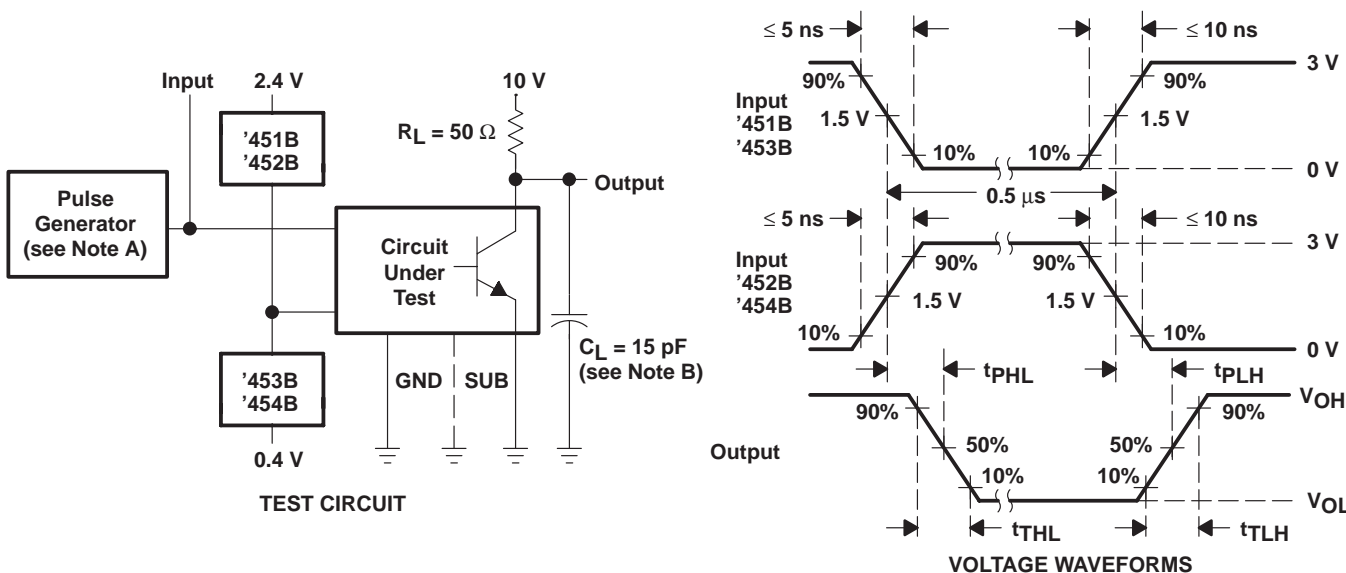 Input
2.4 V
10 V
'451B
'452B
RL = 50 Ω
Output
Pulse
Generator
(see Note A)
Circuit
Under
Test
CL = 15 pF
(see Note B)
'453B
'454B
GND
SUB
0.4 V
TEST CIRCUIT
≤ 5 ns
≤ 10 ns
3 V
90%
90%
Input
'451B
'453B
1.5 V
1.5 V
10%
10%
0 V
0.5 µs
≤ 5 ns
≤ 10 ns
3 V
Input
'452B
'454B
90%
90%
1.5 V
1.5 V
10%
10%
0 V
tPHL
tPLH
VOH
90%
90%
Output
50%
50%
10%
10%
VOL
tTHL
tTLH
VOLTAGE WAVEFORMS